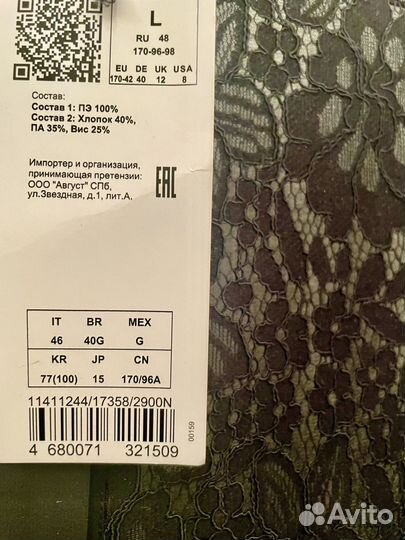 L
RU 48
170-96-98
EU DE UK USA
170-42 40 12 8
Состав:
Состав 1: ПЭ 100%
Состав 2: Хлопок 40%,
ПА 35%, Вис 25%
Импортер и организация,
принимающая претензии:
ООО "Август" СПб,
ул.Звездная, д.1, лит.А.
EAC
IT BR MEX
46 40G G
KR JP CN
77(100) 15 170/96A
11411244/17358/2900N
4 680071 321509
00159
Avito